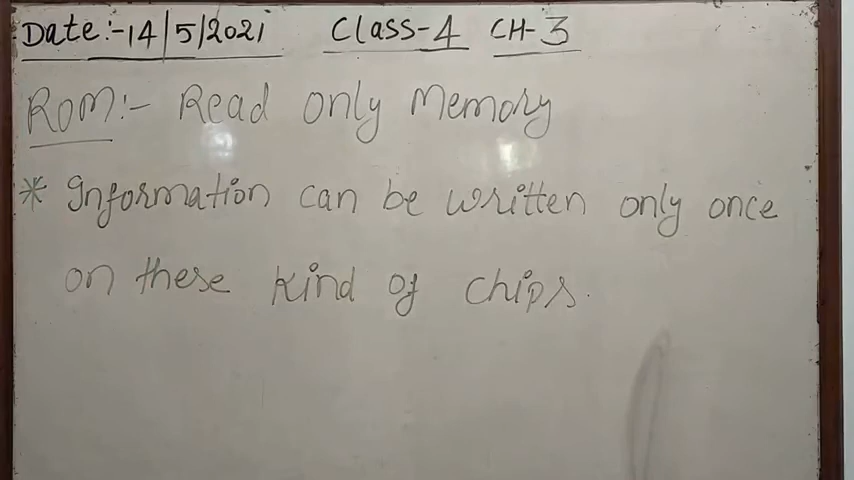 Date:-14/5/2021 Class-4 CH-3
ROM:- Read only Memory
* Information can be written only once
on these kind of chips.